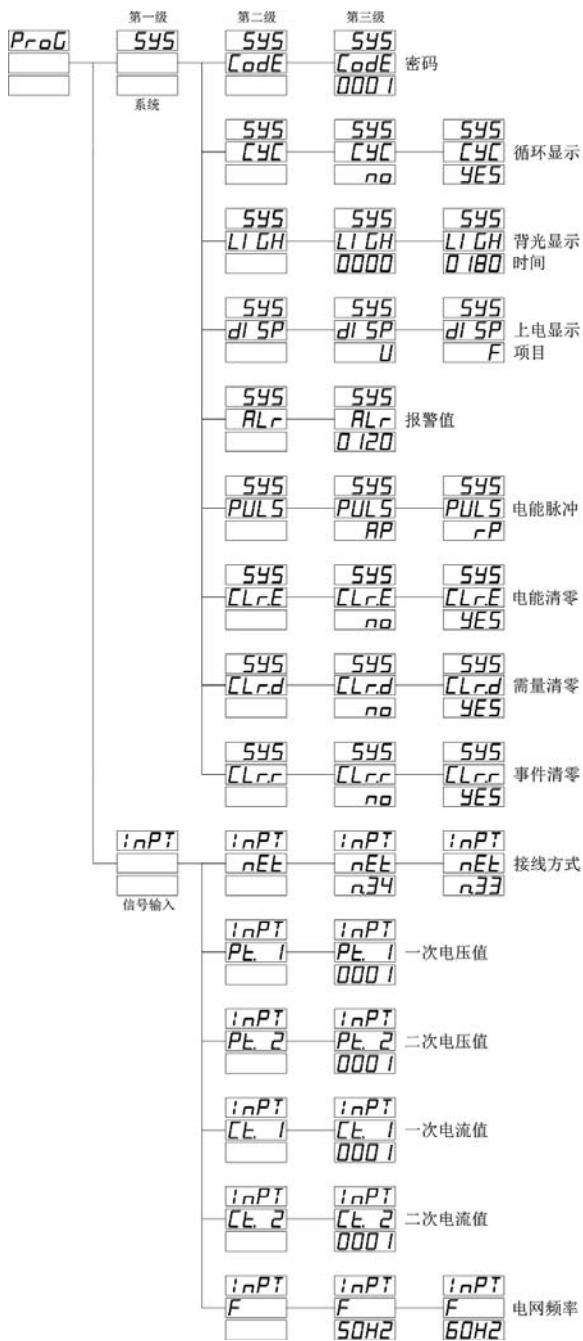 第一级 第二级 第三级
ProG SYS SYS SYS
CodE CodE 密码
系统 0001
SYS SYS SYS
CYC CYC CYC 循环显示
no YES
SYS SYS SYS
LIGH LIGH LIGH 背光显示
0000 0180 时间
SYS SYS SYS
dISP dISP dISP 上电显示
U F 项目
SYS SYS
ALr ALr 报警值
0120
SYS SYS SYS
PULS PULS PULS 电能脉冲
AP rP
SYS SYS SYS
CLr.E CLr.E CLr.E 电能清零
no YES
SYS SYS SYS
CLr.d CLr.d CLr.d 需量清零
no YES
SYS SYS SYS
CLr.r CLr.r CLr.r 事件清零
no YES
InPT InPT InPT InPT
nEt nEt nEt 接线方式
信号输入 n.34 n.33
InPT InPT
Pt. 1 Pt. 1 一次电压值
0001
InPT InPT
Pt. 2 Pt. 2 二次电压值
0001
InPT InPT
Ct. 1 Ct. 1 一次电流值
0001
InPT InPT
Ct. 2 Ct. 2 二次电流值
0001
InPT InPT InPT
F F F 电网频率
50HZ 60HZ